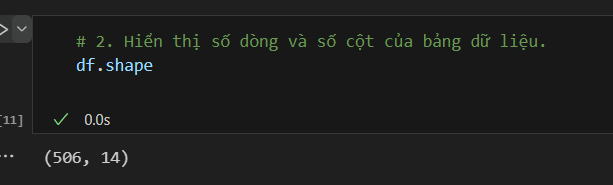 # 2. Hiển thị số dòng và số cột của bảng dữ liệu.
df.shape
[11]
0.0s
... (506, 14)